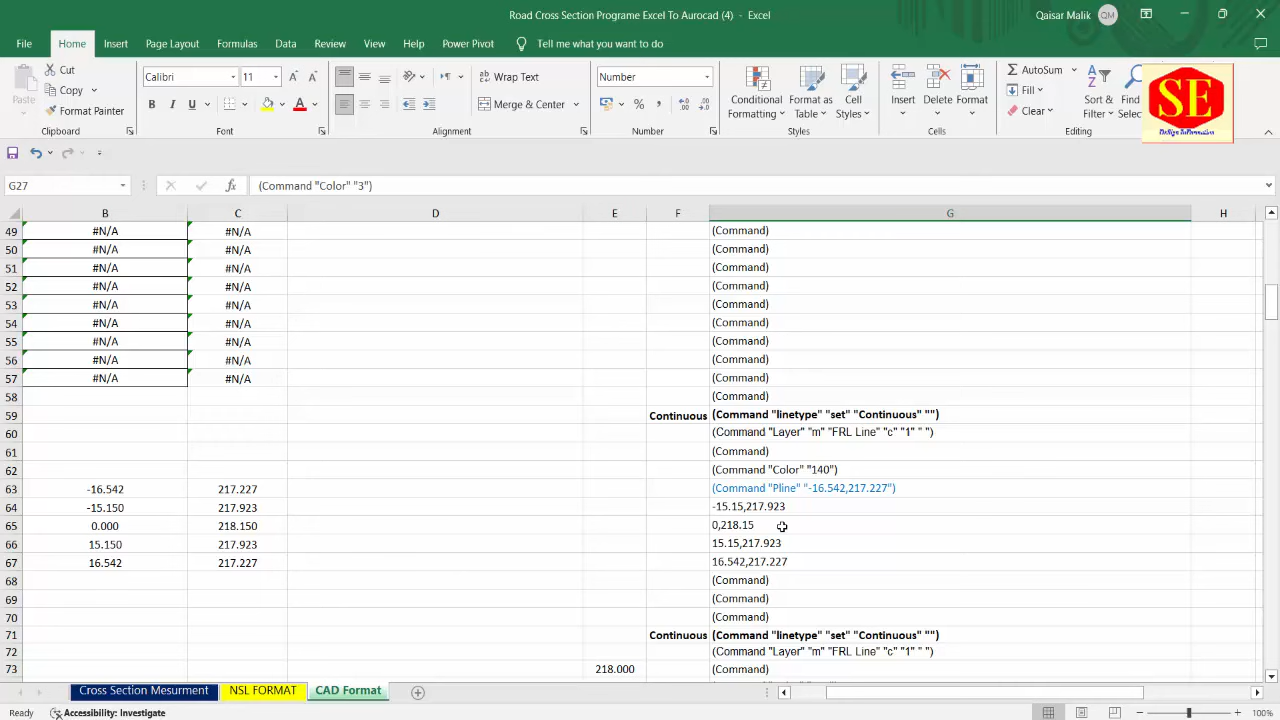 Road Cross Section Programe Excel To Aurocad (4) - Excel
Qaisar Malik QM
File Home Insert Page Layout Formulas Data Review View Help Power Pivot Tell me what you want to do
Cut
Copy
Format Painter
Paste
Calibri 11
B I U A
Wrap Text
Merge & Center
Number
Conditional Formatting
Format as Table
Cell Styles
Insert Delete Format
AutoSum
Fill
Clear
Sort & Filter
Find Selec
SE
DeSign InFormation
Clipboard Font Alignment Number Styles Cells Editing
G27 fx (Command "Color" "3")
B C D E F G H
49 #N/A #N/A (Command)
50 #N/A #N/A (Command)
51 #N/A #N/A (Command)
52 #N/A #N/A (Command)
53 #N/A #N/A (Command)
54 #N/A #N/A (Command)
55 #N/A #N/A (Command)
56 #N/A #N/A (Command)
57 #N/A #N/A (Command)
58 (Command)
59 Continuous (Command "linetype" "set" "Continuous" "")
60 (Command "Layer" "m" "FRL Line" "c" "1" " ")
61 (Command)
62 (Command "Color" "140")
63 -16.542 217.227 (Command "Pline" "-16.542,217.227")
64 -15.150 217.923 -15.15,217.923
65 0.000 218.150 0,218.15
66 15.150 217.923 15.15,217.923
67 16.542 217.227 16.542,217.227
68 (Command)
69 (Command)
70 (Command)
71 Continuous (Command "linetype" "set" "Continuous" "")
72 (Command "Layer" "m" "FRL Line" "c" "1" " ")
73 218.000 (Command)
Cross Section Mesurment NSL FORMAT CAD Format
Ready Accessibility: Investigate 100%